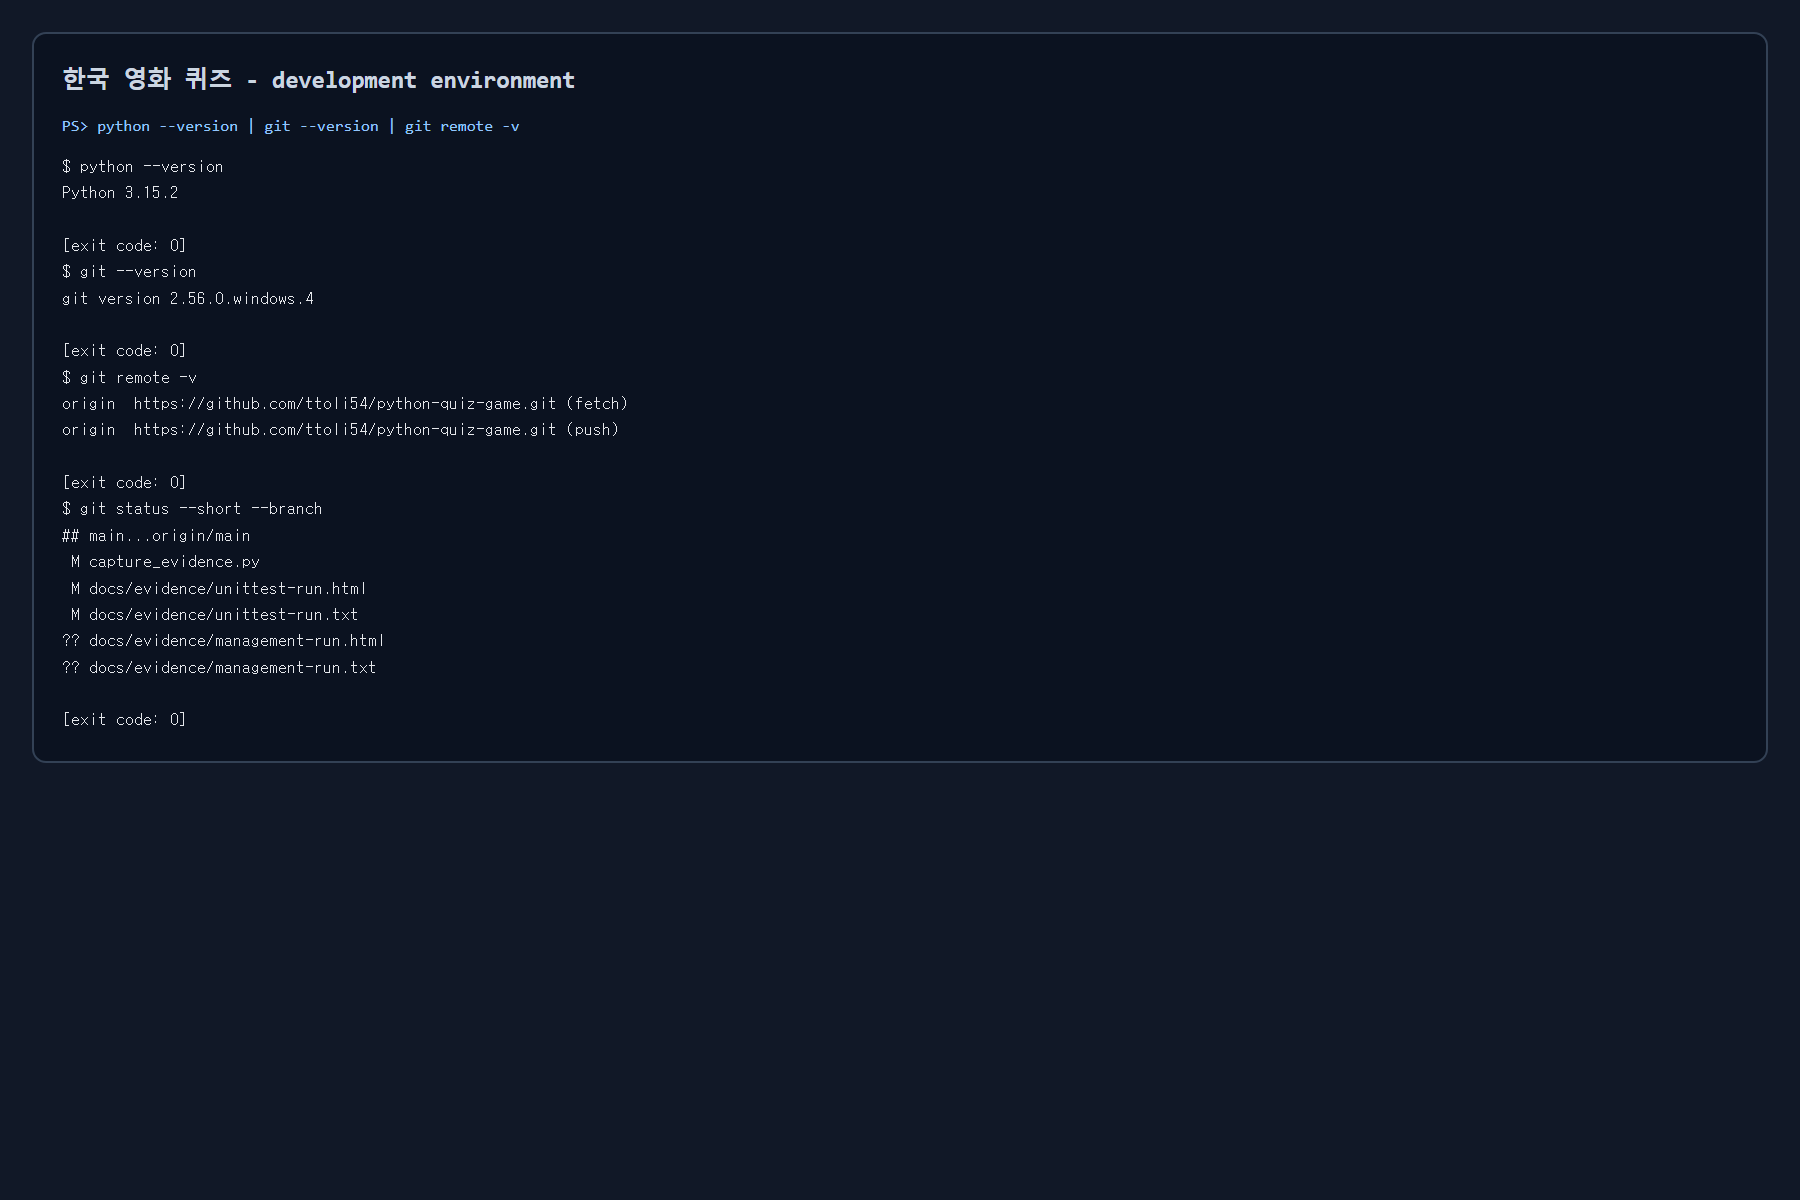 한국 영화 퀴즈 - development environment
PS> python --version | git --version | git remote -v
$ python --version
Python 3.15.2
[exit code: 0]
$ git --version
git version 2.56.0.windows.4
[exit code: 0]
$ git remote -v
origin  https://github.com/ttoli54/python-quiz-game.git (fetch)
origin  https://github.com/ttoli54/python-quiz-game.git (push)
[exit code: 0]
$ git status --short --branch
## main...origin/main
 M capture_evidence.py
 M docs/evidence/unittest-run.html
 M docs/evidence/unittest-run.txt
?? docs/evidence/management-run.html
?? docs/evidence/management-run.txt
[exit code: 0]